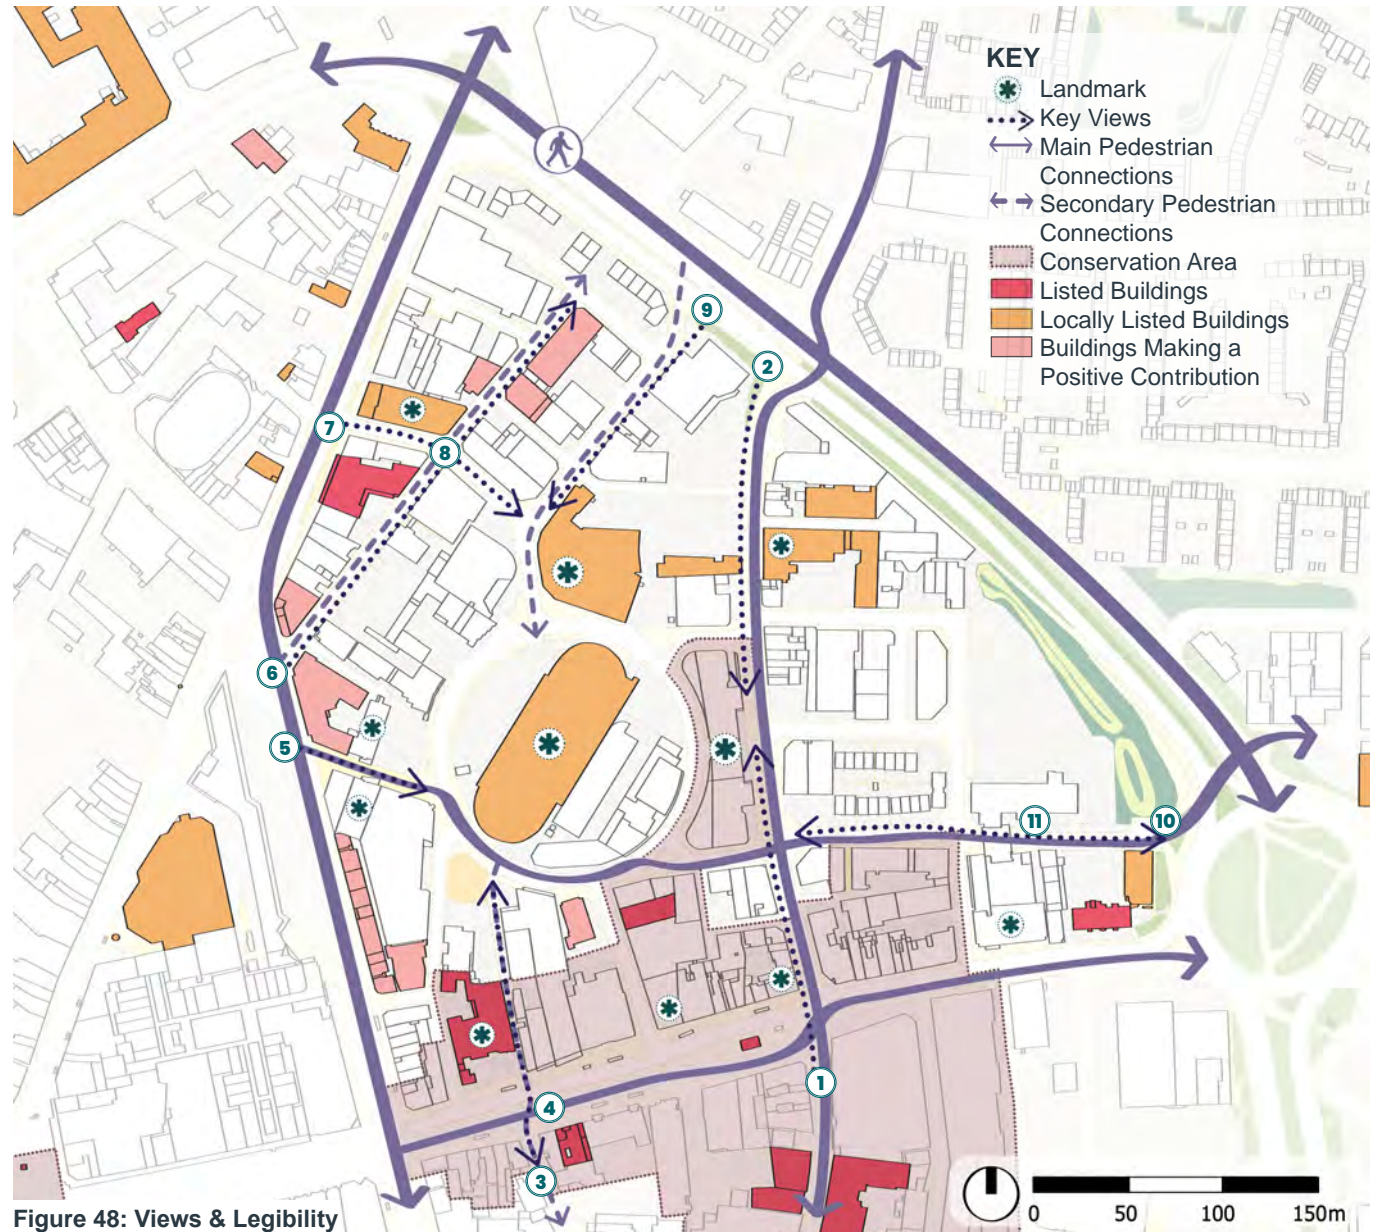 KEY
Landmark
Key Views
Main Pedestrian
Connections
Secondary Pedestrian
Connections
Conservation Area
Listed Buildings
Locally Listed Buildings
Buildings Making a
Positive Contribution
9
2
7
8
6
5
11
10
1
4
3
0 50 100 150m
Figure 48: Views & Legibility